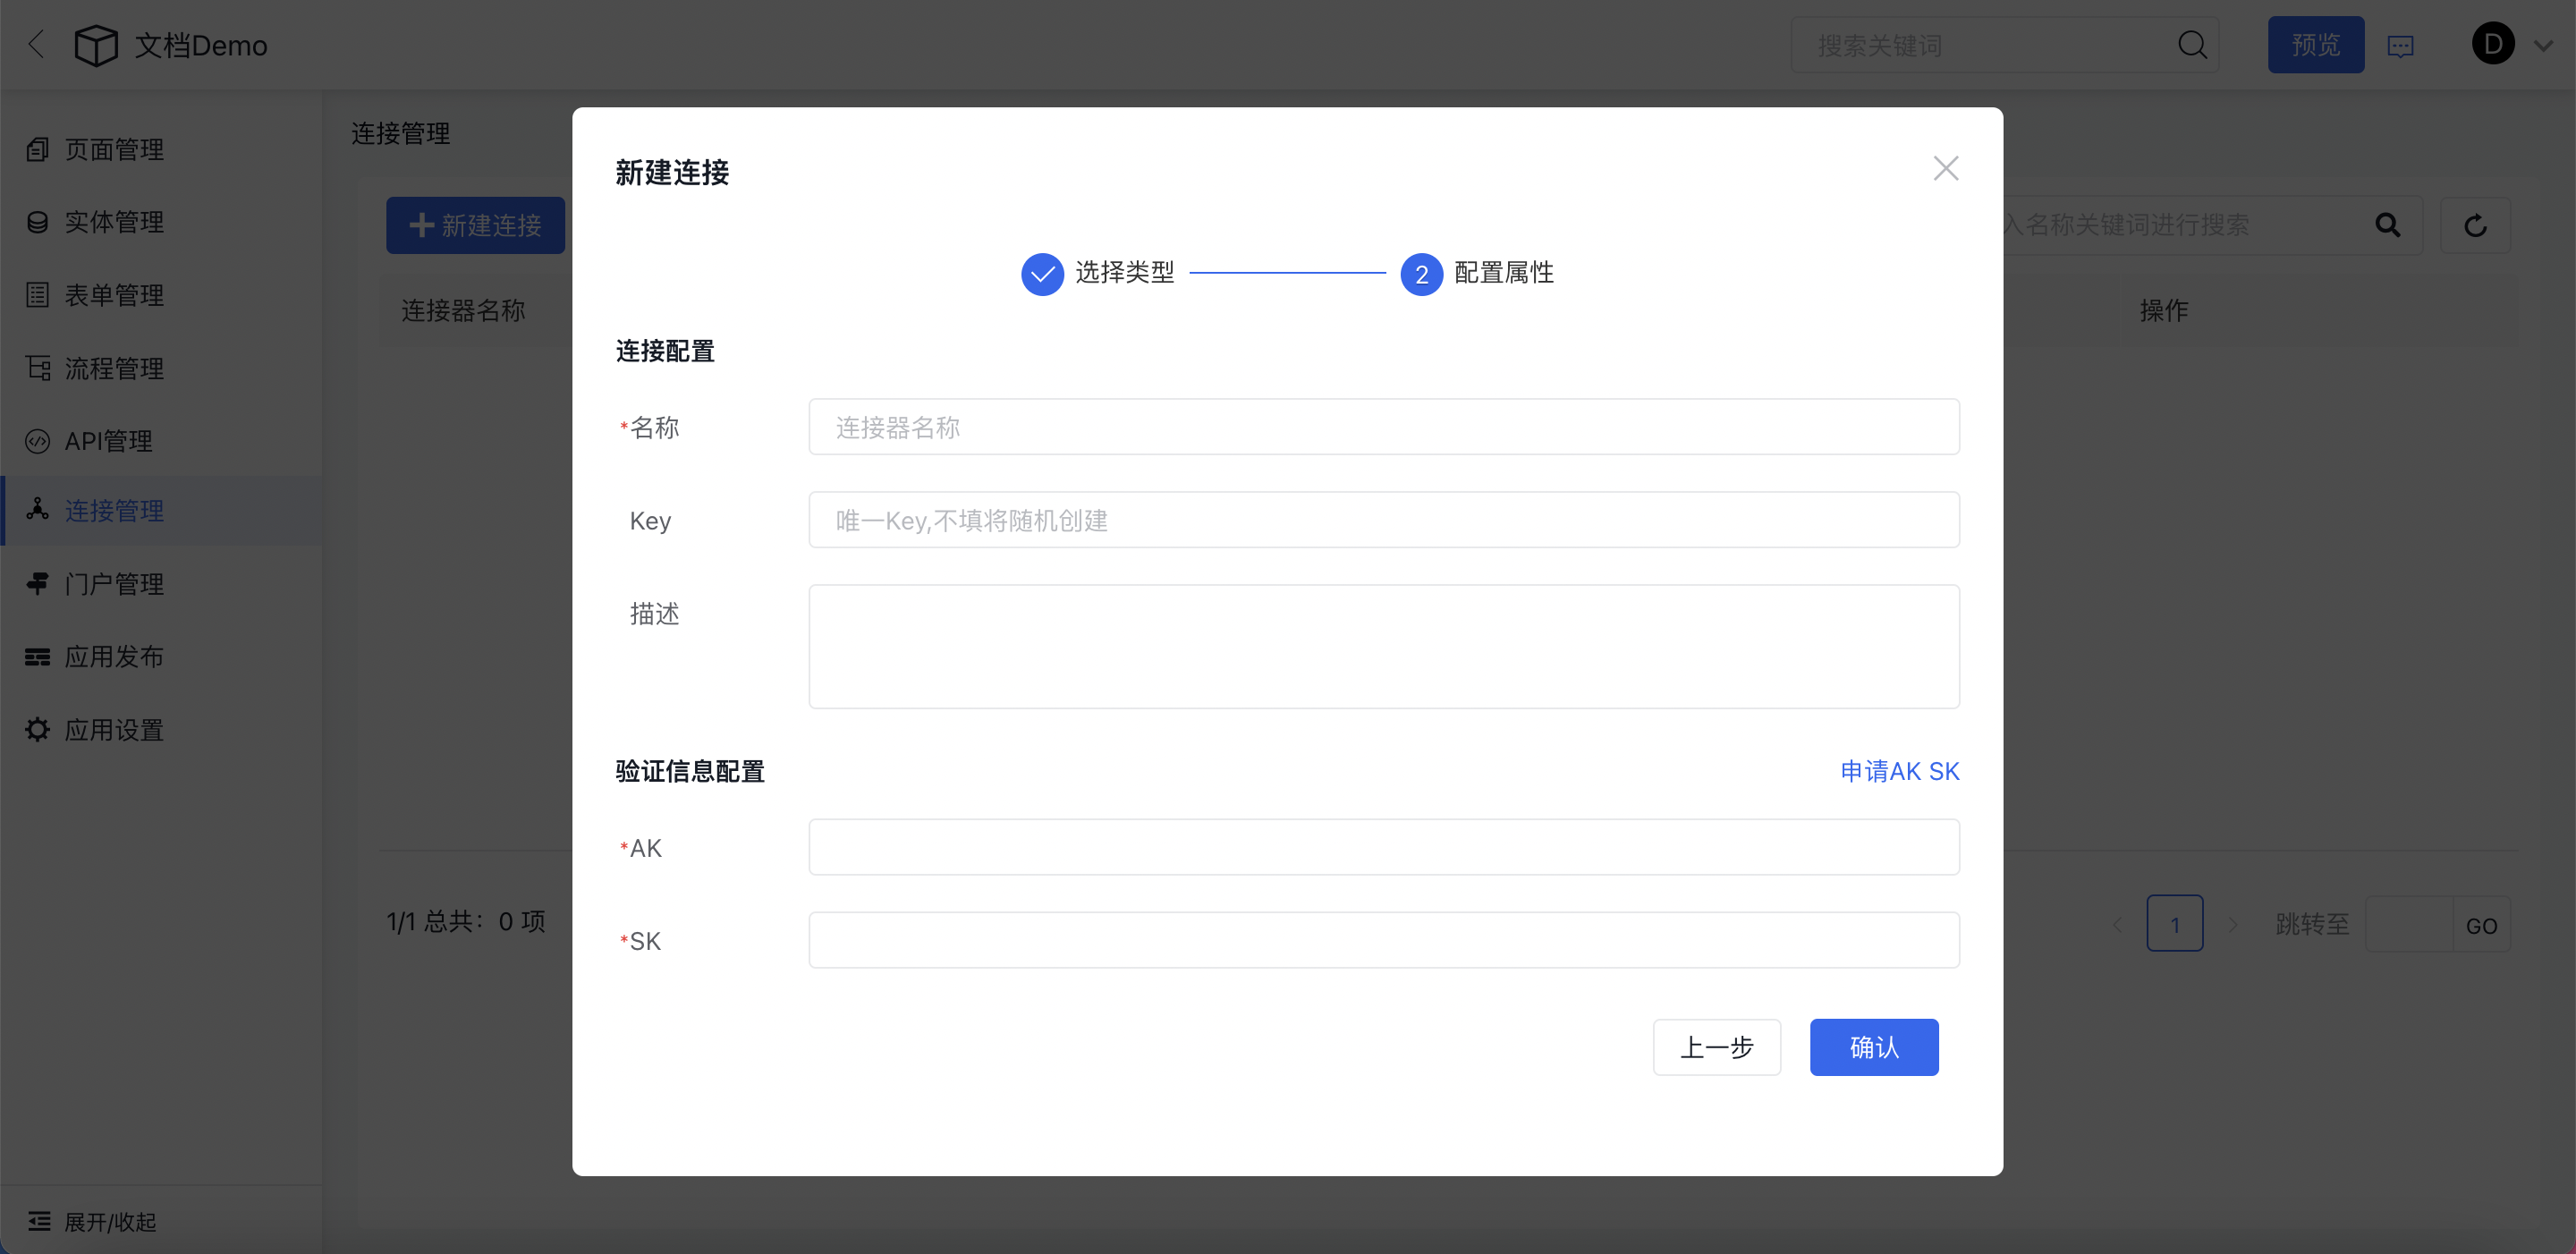 文档Demo
搜索关键词
预览
D
页面管理
实体管理
表单管理
流程管理
API管理
连接管理
门户管理
应用发布
应用设置
展开/收起
连接管理
新建连接
入名称关键词进行搜索
连接器名称
操作
1/1 总共：0 项
1
跳转至
GO
新建连接
选择类型
2 配置属性
连接配置
*名称
连接器名称
Key
唯一Key,不填将随机创建
描述
验证信息配置
申请AK SK
*AK
*SK
上一步
确认